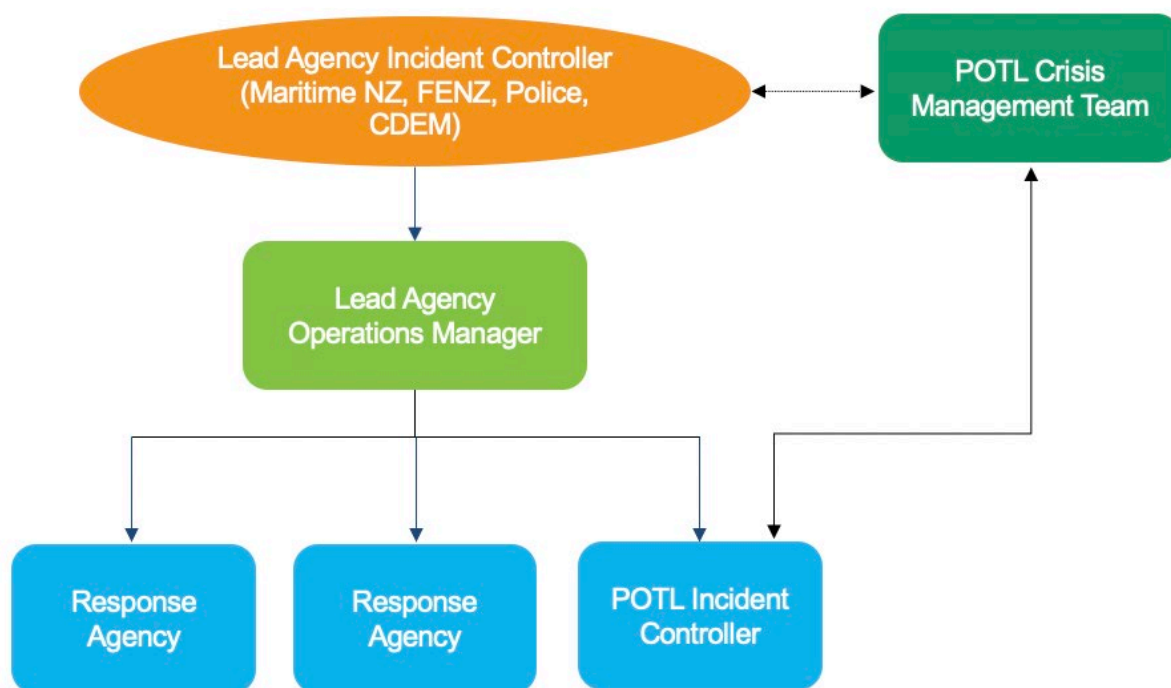 Lead Agency Incident Controller
(Maritime NZ, FENZ, Police,
CDEM)
POTL Crisis
Management Team
Lead Agency
Operations Manager
Response
Agency
Response
Agency
POTL Incident
Controller